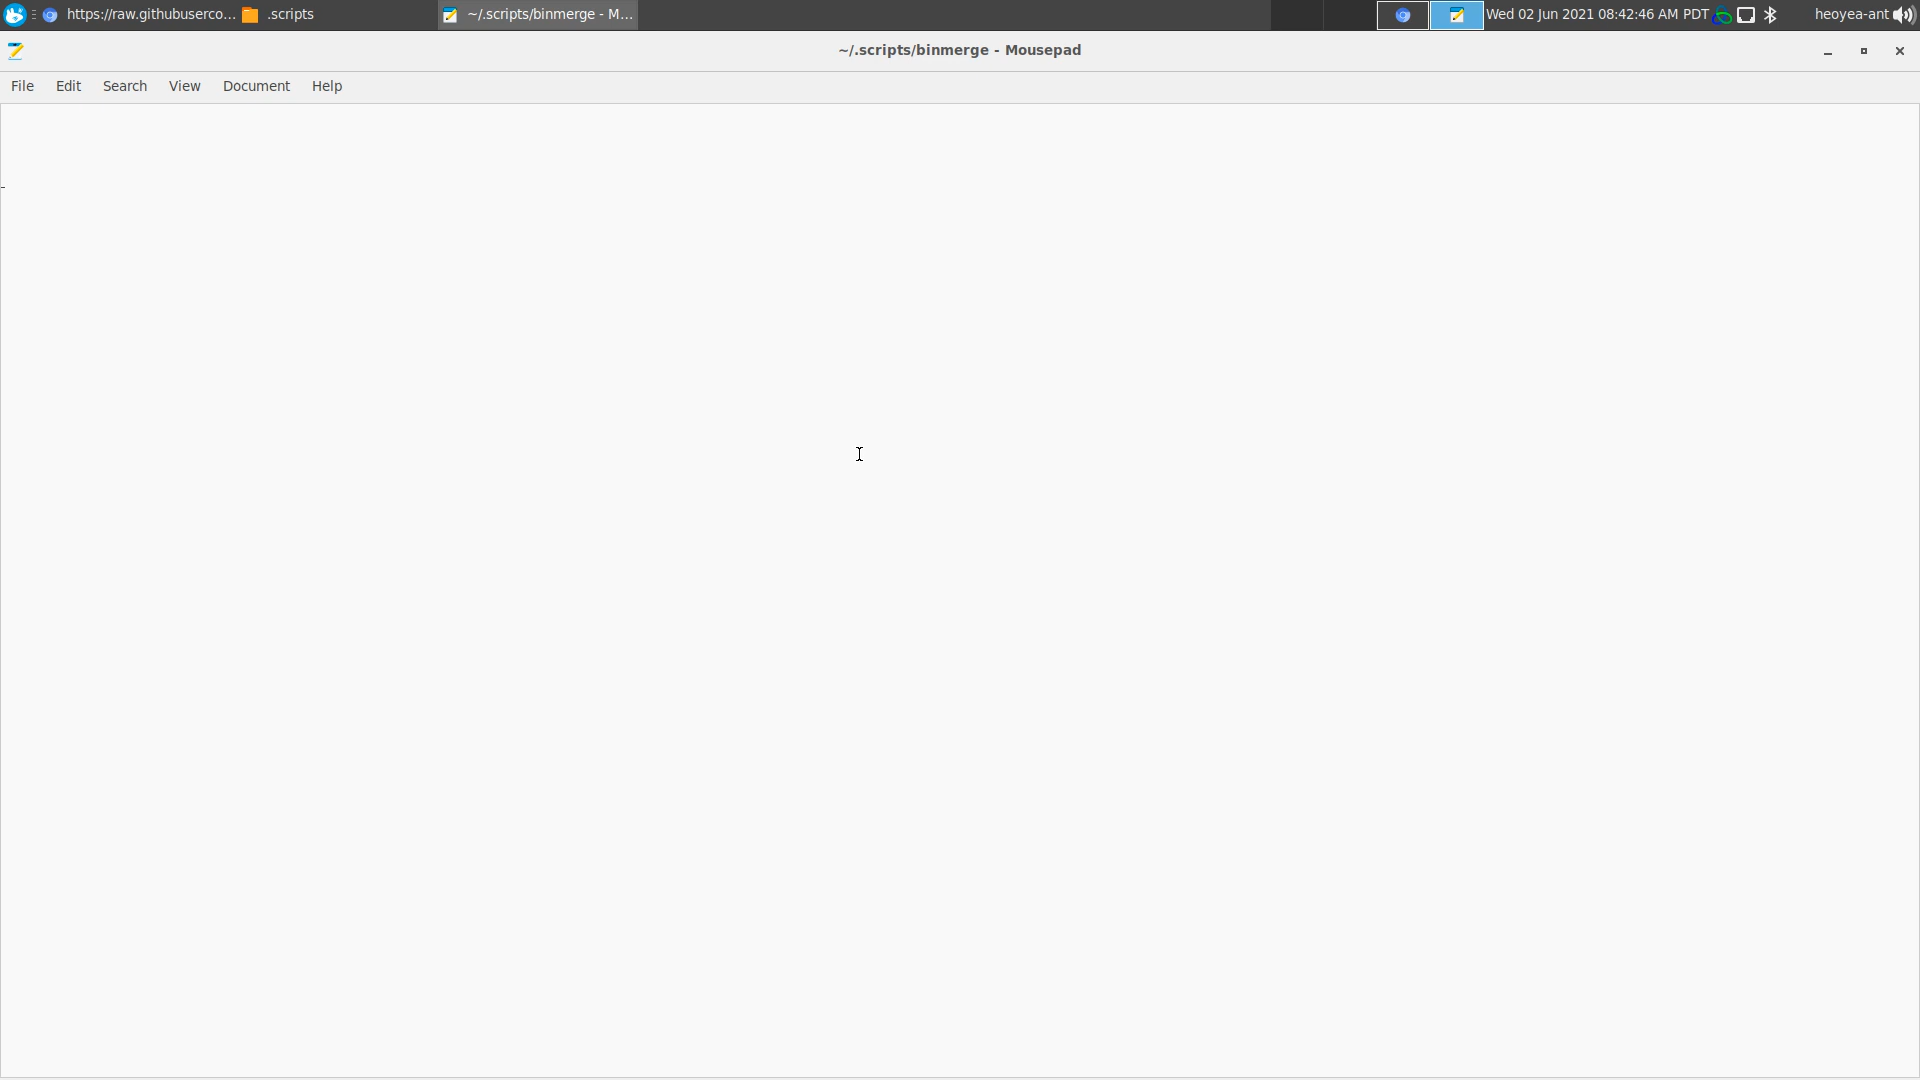 https://raw.githubuserco... .scripts ~/.scripts/binmerge - M... Wed 02 Jun 2021 08:42:46 AM PDT heoyea-ant
~/.scripts/binmerge - Mousepad
File Edit Search View Document Help